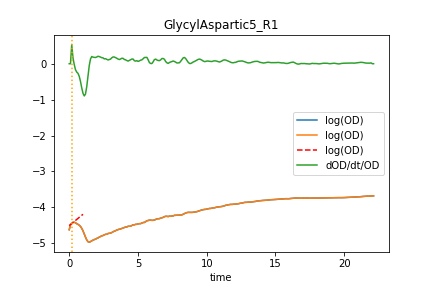 GlycylAspartic5_R1
0
−1
−2
−3
−4
−5
log(OD)
log(OD)
log(OD)
dOD/dt/OD
0 5 10 15 20
time